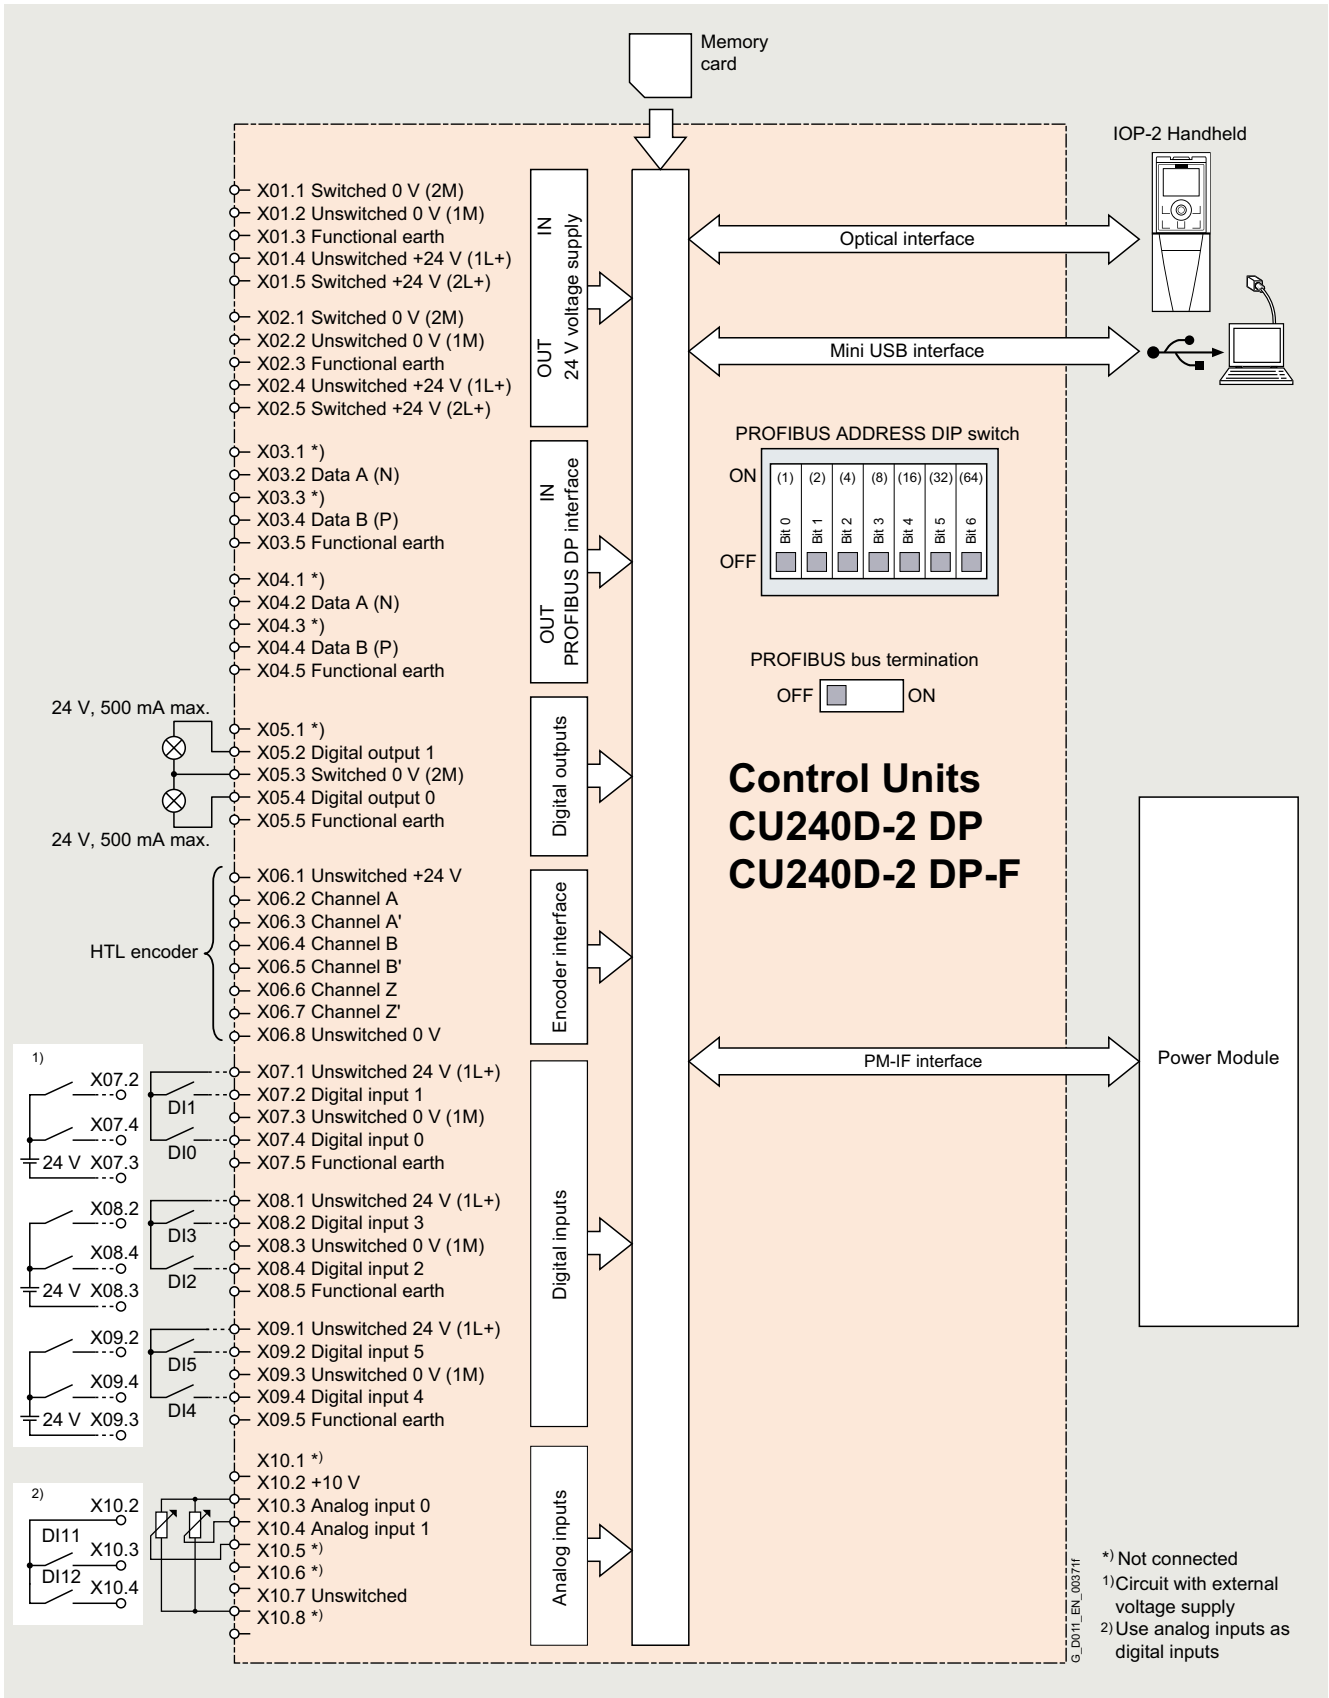 Memory
card
IOP-2 Handheld
X01.1 Switched 0 V (2M)
X01.2 Unswitched 0 V (1M)
X01.3 Functional earth
X01.4 Unswitched +24 V (1L+)
X01.5 Switched +24 V (2L+)
X02.1 Switched 0 V (2M)
X02.2 Unswitched 0 V (1M)
X02.3 Functional earth
X02.4 Unswitched +24 V (1L+)
X02.5 Switched +24 V (2L+)
OUT IN
24 V voltage supply
Optical interface
Mini USB interface
X03.1 *)
X03.2 Data A (N)
X03.3 *)
X03.4 Data B (P)
X03.5 Functional earth
X04.1 *)
X04.2 Data A (N)
X04.3 *)
X04.4 Data B (P)
X04.5 Functional earth
OUT IN
PROFIBUS DP interface
PROFIBUS ADDRESS DIP switch
ON
(1) (2) (4) (8) (16) (32) (64)
Bit 0 Bit 1 Bit 2 Bit 3 Bit 4 Bit 5 Bit 6
OFF
PROFIBUS bus termination
OFF ON
24 V, 500 mA max.
X05.1 *)
X05.2 Digital output 1
X05.3 Switched 0 V (2M)
X05.4 Digital output 0
X05.5 Functional earth
24 V, 500 mA max.
Digital outputs
Control Units
CU240D-2 DP
CU240D-2 DP-F
HTL encoder
X06.1 Unswitched +24 V
X06.2 Channel A
X06.3 Channel A'
X06.4 Channel B
X06.5 Channel B'
X06.6 Channel Z
X06.7 Channel Z'
X06.8 Unswitched 0 V
Encoder interface
PM-IF interface
Power Module
1)
X07.2
X07.4
24 V X07.3
DI1
DI0
X07.1 Unswitched 24 V (1L+)
X07.2 Digital input 1
X07.3 Unswitched 0 V (1M)
X07.4 Digital input 0
X07.5 Functional earth
X08.2
X08.4
24 V X08.3
DI3
DI2
X08.1 Unswitched 24 V (1L+)
X08.2 Digital input 3
X08.3 Unswitched 0 V (1M)
X08.4 Digital input 2
X08.5 Functional earth
X09.2
X09.4
24 V X09.3
DI5
DI4
X09.1 Unswitched 24 V (1L+)
X09.2 Digital input 5
X09.3 Unswitched 0 V (1M)
X09.4 Digital input 4
X09.5 Functional earth
Digital inputs
2)
X10.2
DI11
X10.3
DI12
X10.4
X10.1 *)
X10.2 +10 V
X10.3 Analog input 0
X10.4 Analog input 1
X10.5 *)
X10.6 *)
X10.7 Unswitched
X10.8 *)
Analog inputs
G_D011_EN_00371f
*) Not connected
1) Circuit with external
voltage supply
2) Use analog inputs as
digital inputs